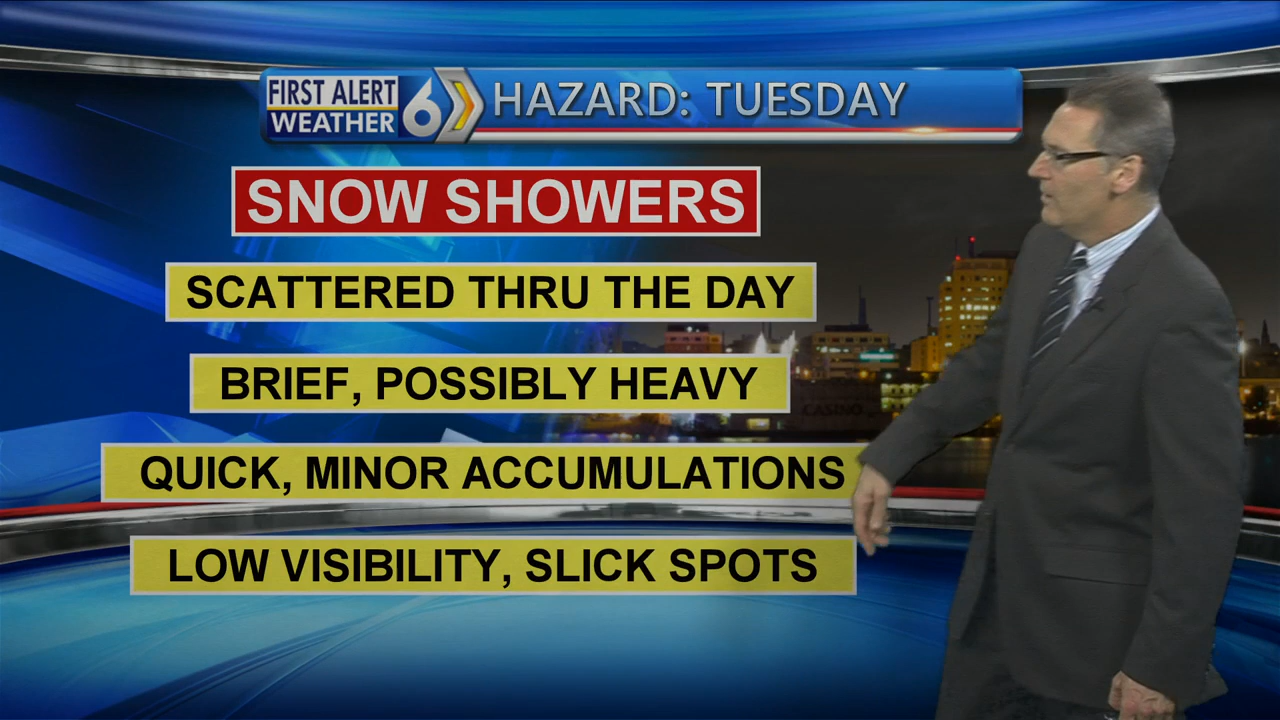 FIRST ALERT
WEATHER 6
HAZARD: TUESDAY
SNOW SHOWERS
SCATTERED THRU THE DAY
BRIEF, POSSIBLY HEAVY
QUICK, MINOR ACCUMULATIONS
LOW VISIBILITY, SLICK SPOTS
CASINO